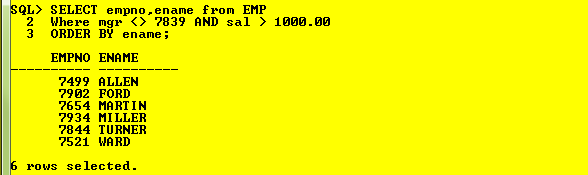 SQL> SELECT empno,ename from EMP
  2  Where mgr <> 7839 AND sal > 1000.00
  3  ORDER BY ename;
     EMPNO ENAME
---------- ----------
      7499 ALLEN
      7902 FORD
      7654 MARTIN
      7934 MILLER
      7844 TURNER
      7521 WARD
6 rows selected.